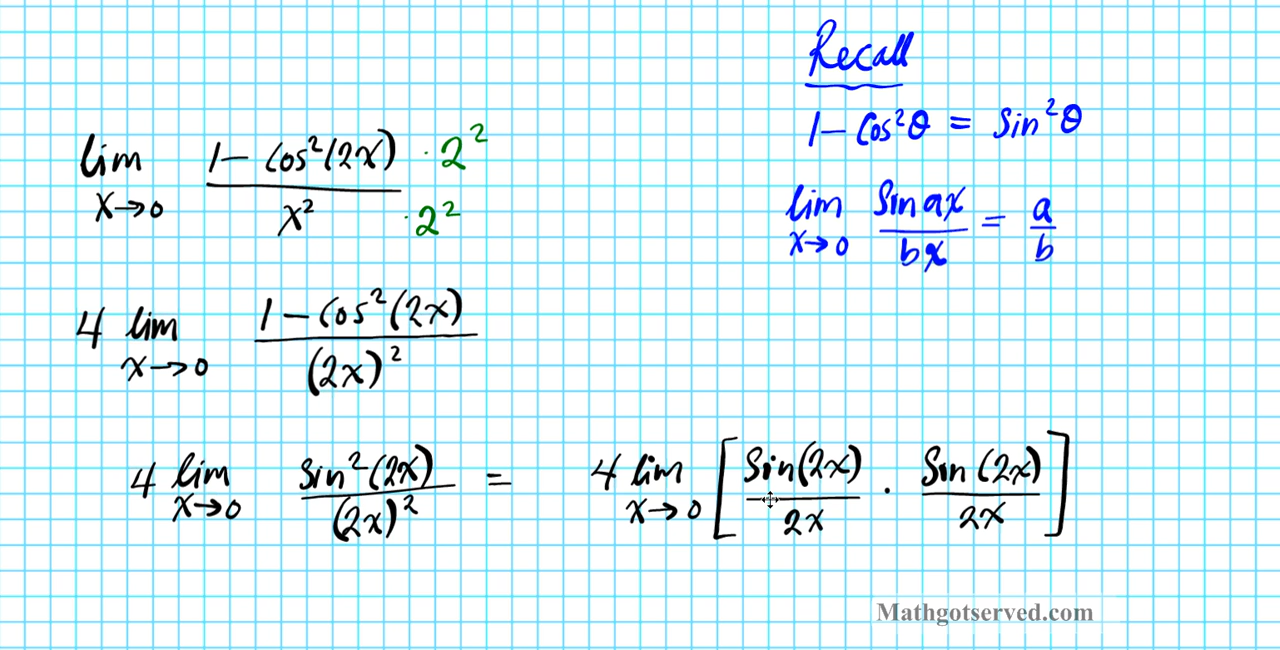 Recall
1 - Cos²θ = Sin²θ
lim x→0 Sin ax / bx = a / b
lim x→0 1 - Cos²(2x) · 2² / x² · 2²
4 lim x→0 1 - Cos²(2x) / (2x)²
4 lim x→0 Sin²(2x) / (2x)² = 4 lim x→0 [ Sin(2x) / 2x · Sin(2x) / 2x ]
Mathgotserved.com